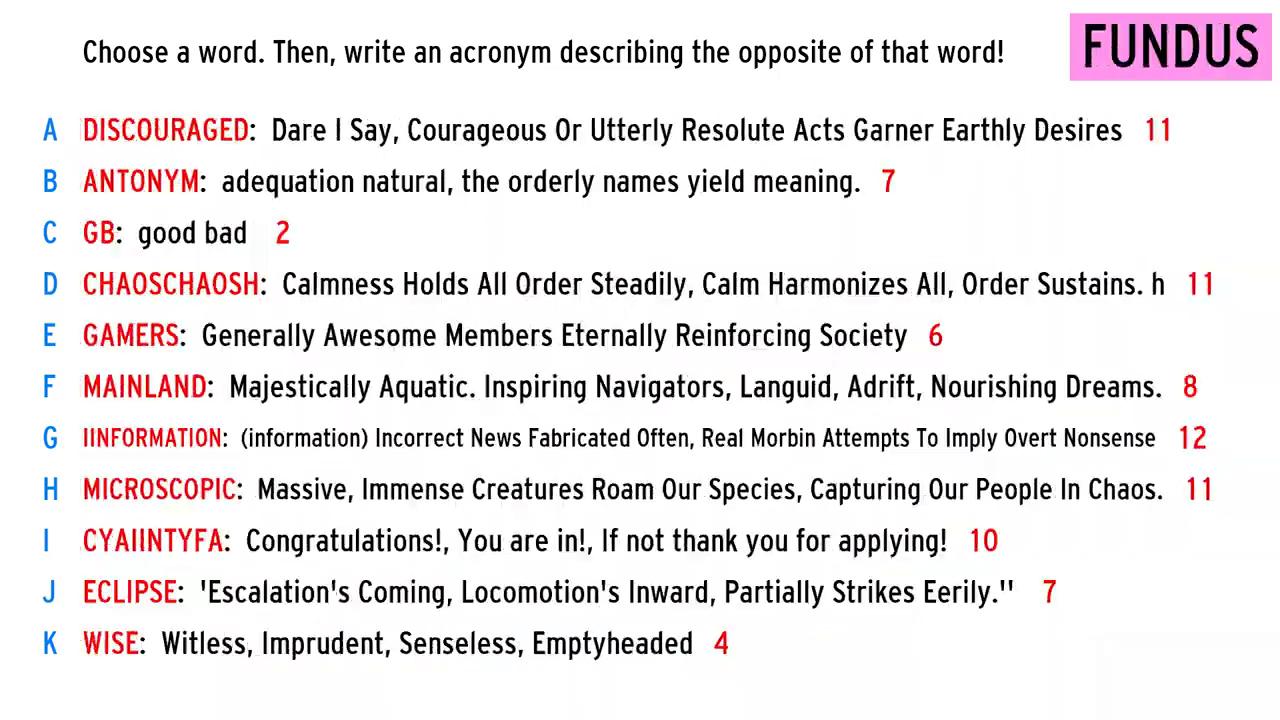 Choose a word. Then, write an acronym describing the opposite of that word!
FUNDUS
A DISCOURAGED: Dare I Say, Courageous Or Utterly Resolute Acts Garner Earthly Desires 11
B ANTONYM: adequation natural, the orderly names yield meaning. 7
C GB: good bad 2
D CHAOSCHAOSH: Calmness Holds All Order Steadily, Calm Harmonizes All, Order Sustains. h 11
E GAMERS: Generally Awesome Members Eternally Reinforcing Society 6
F MAINLAND: Majestically Aquatic. Inspiring Navigators, Languid, Adrift, Nourishing Dreams. 8
G IINFORMATION: (information) Incorrect News Fabricated Often, Real Morbin Attempts To Imply Overt Nonsense 12
H MICROSCOPIC: Massive, Immense Creatures Roam Our Species, Capturing Our People In Chaos. 11
I CYAIINTYFA: Congratulations!, You are in!, If not thank you for applying! 10
J ECLIPSE: 'Escalation's Coming, Locomotion's Inward, Partially Strikes Eerily.'' 7
K WISE: Witless, Imprudent, Senseless, Emptyheaded 4